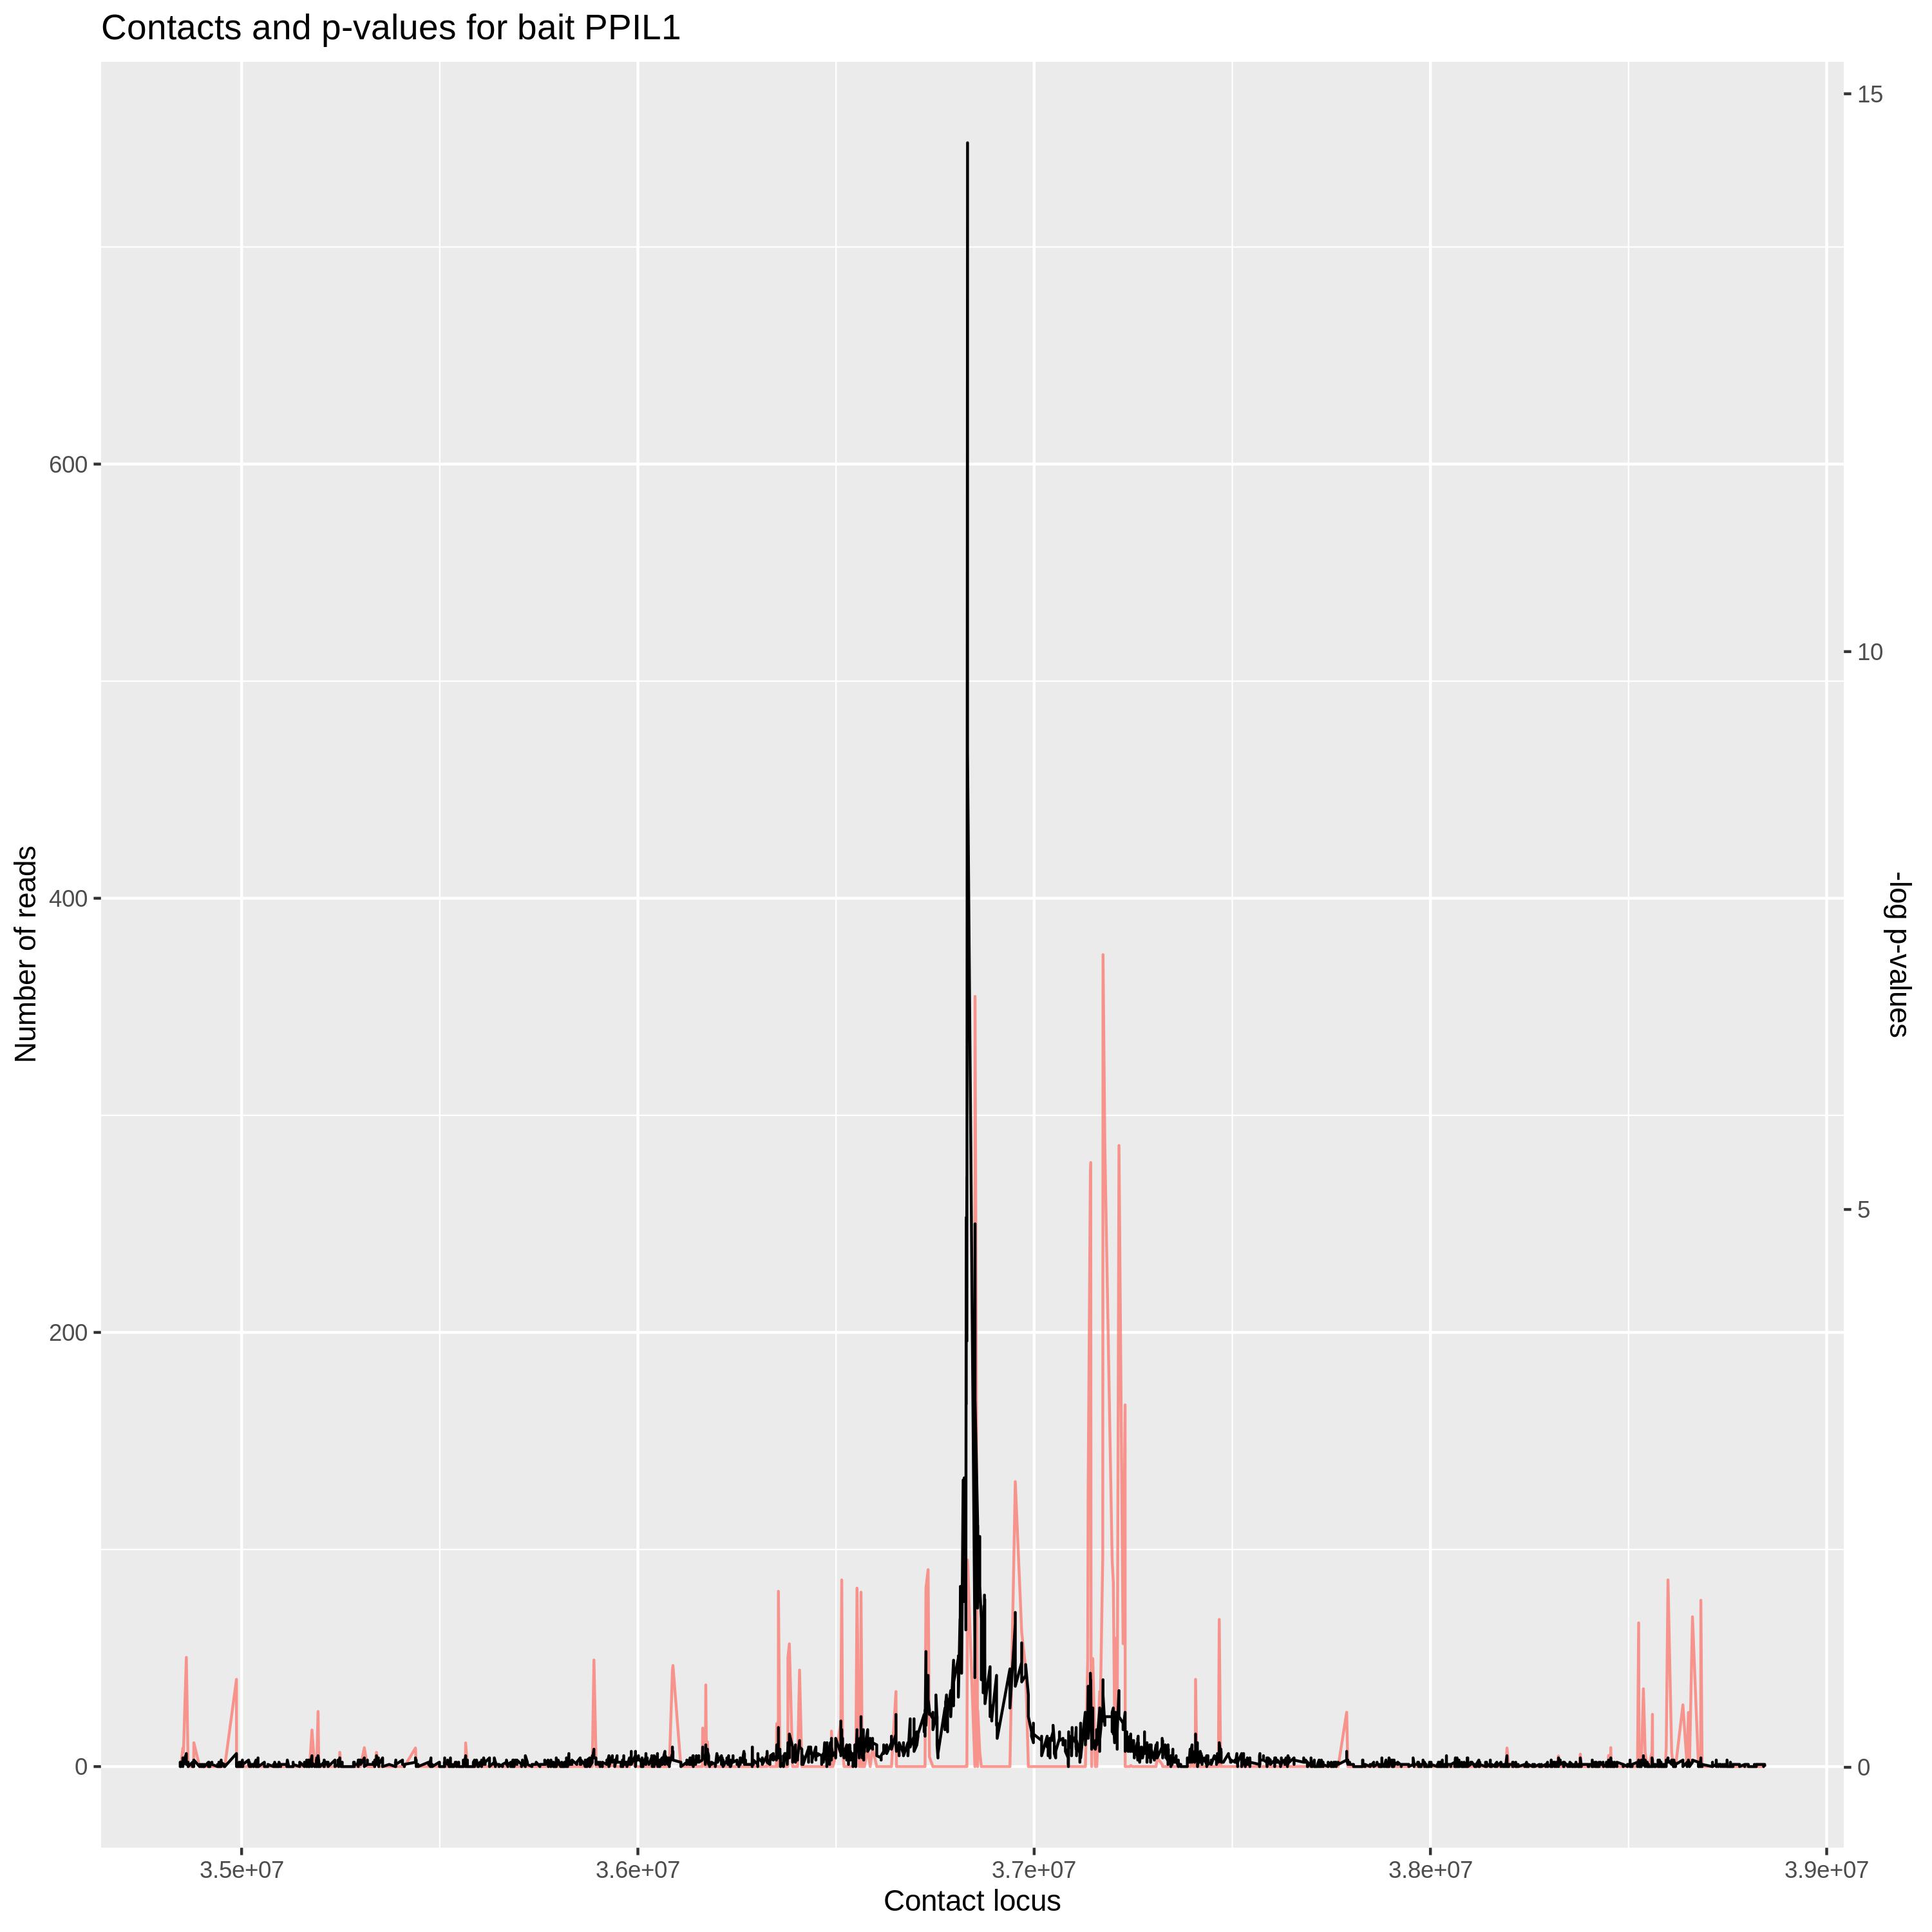 Contacts and p-values for bait PPIL1
15
10
5
0
600
400
200
0
Number of reads
-log p-values
3.5e+07 3.6e+07 3.7e+07 3.8e+07 3.9e+07
Contact locus